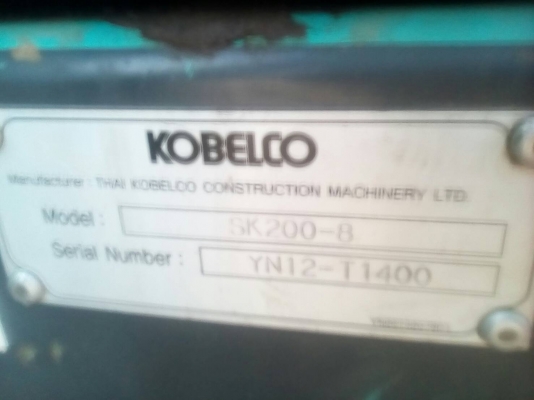 KOBELCO
Manufacturer : THAI KOBELCO CONSTRUCTION MACHINERY LTD.
Model : SK200-8
Serial Number : YN12-T1400